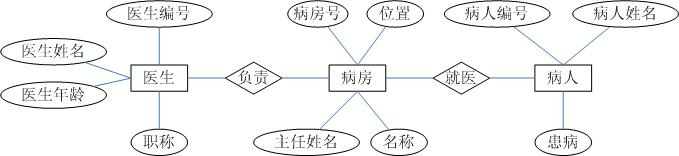 医生编号
病房号
位置
病人编号
病人姓名
医生姓名
医生
负责
病房
就医
病人
医生年龄
职称
主任姓名
名称
患病